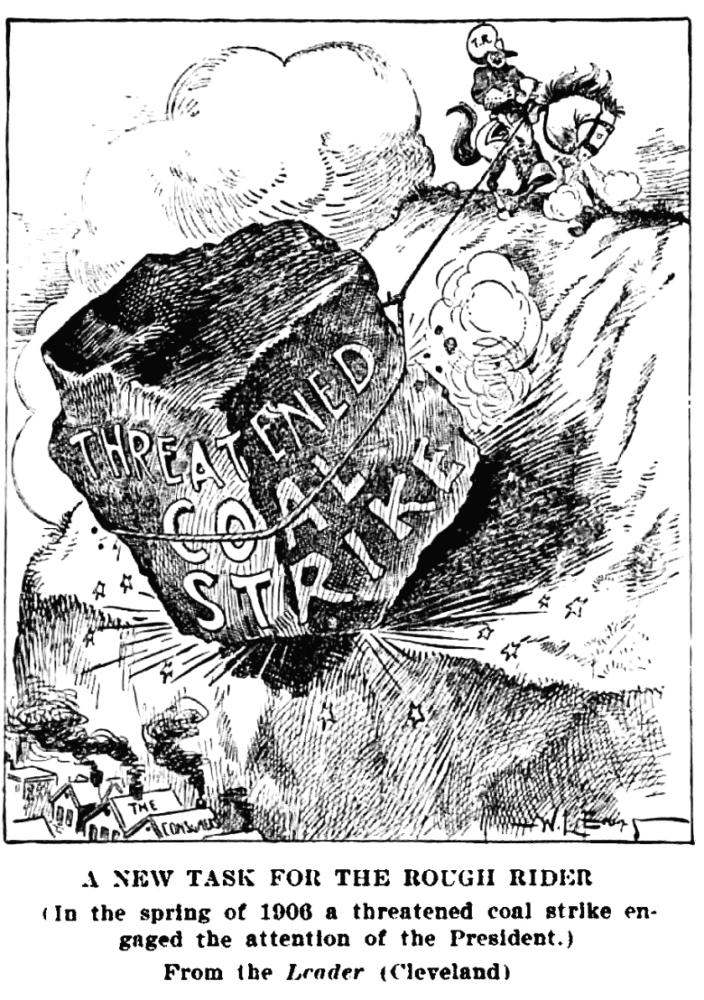 T.R.
THREATENED
COAL
STRIKE
THE
CONSUMER
W. L. Evans
A NEW TASK FOR THE ROUGH RIDER
(In the spring of 1906 a threatened coal strike en-
gaged the attention of the President.)
From the Leader (Cleveland)